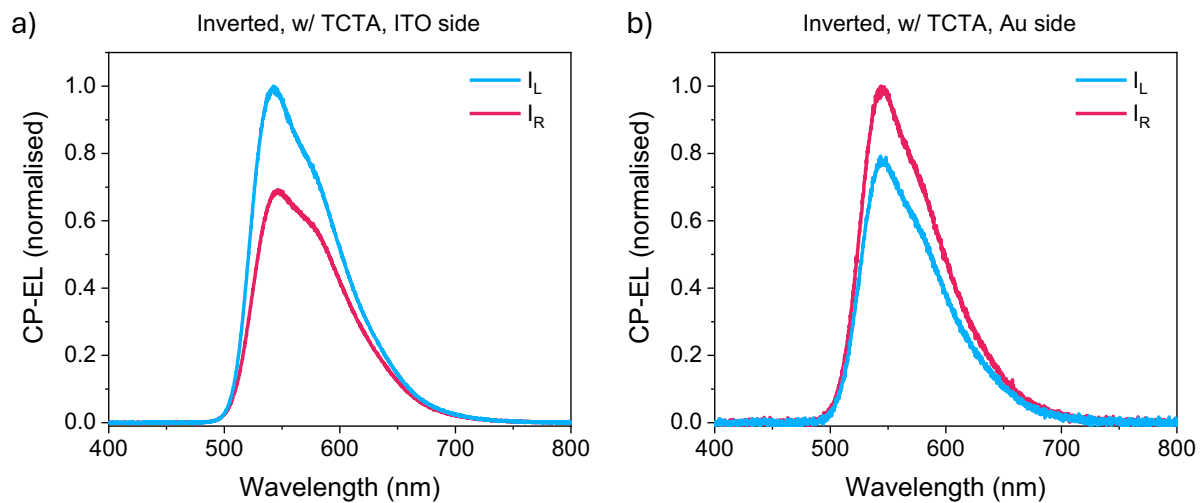 a)
Inverted, w/ TCTA, ITO side
CP-EL (normalised)
1.0
0.8
0.6
0.4
0.2
0.0
I_L
I_R
400 500 600 700 800
Wavelength (nm)
b)
Inverted, w/ TCTA, Au side
CP-EL (normalised)
1.0
0.8
0.6
0.4
0.2
0.0
I_L
I_R
400 500 600 700 800
Wavelength (nm)